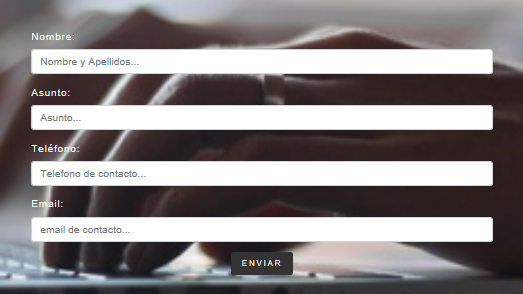 Nombre:
Nombre y Apellidos...
Asunto:
Asunto...
Teléfono:
Telefono de contacto...
Email:
email de contacto...
ENVIAR